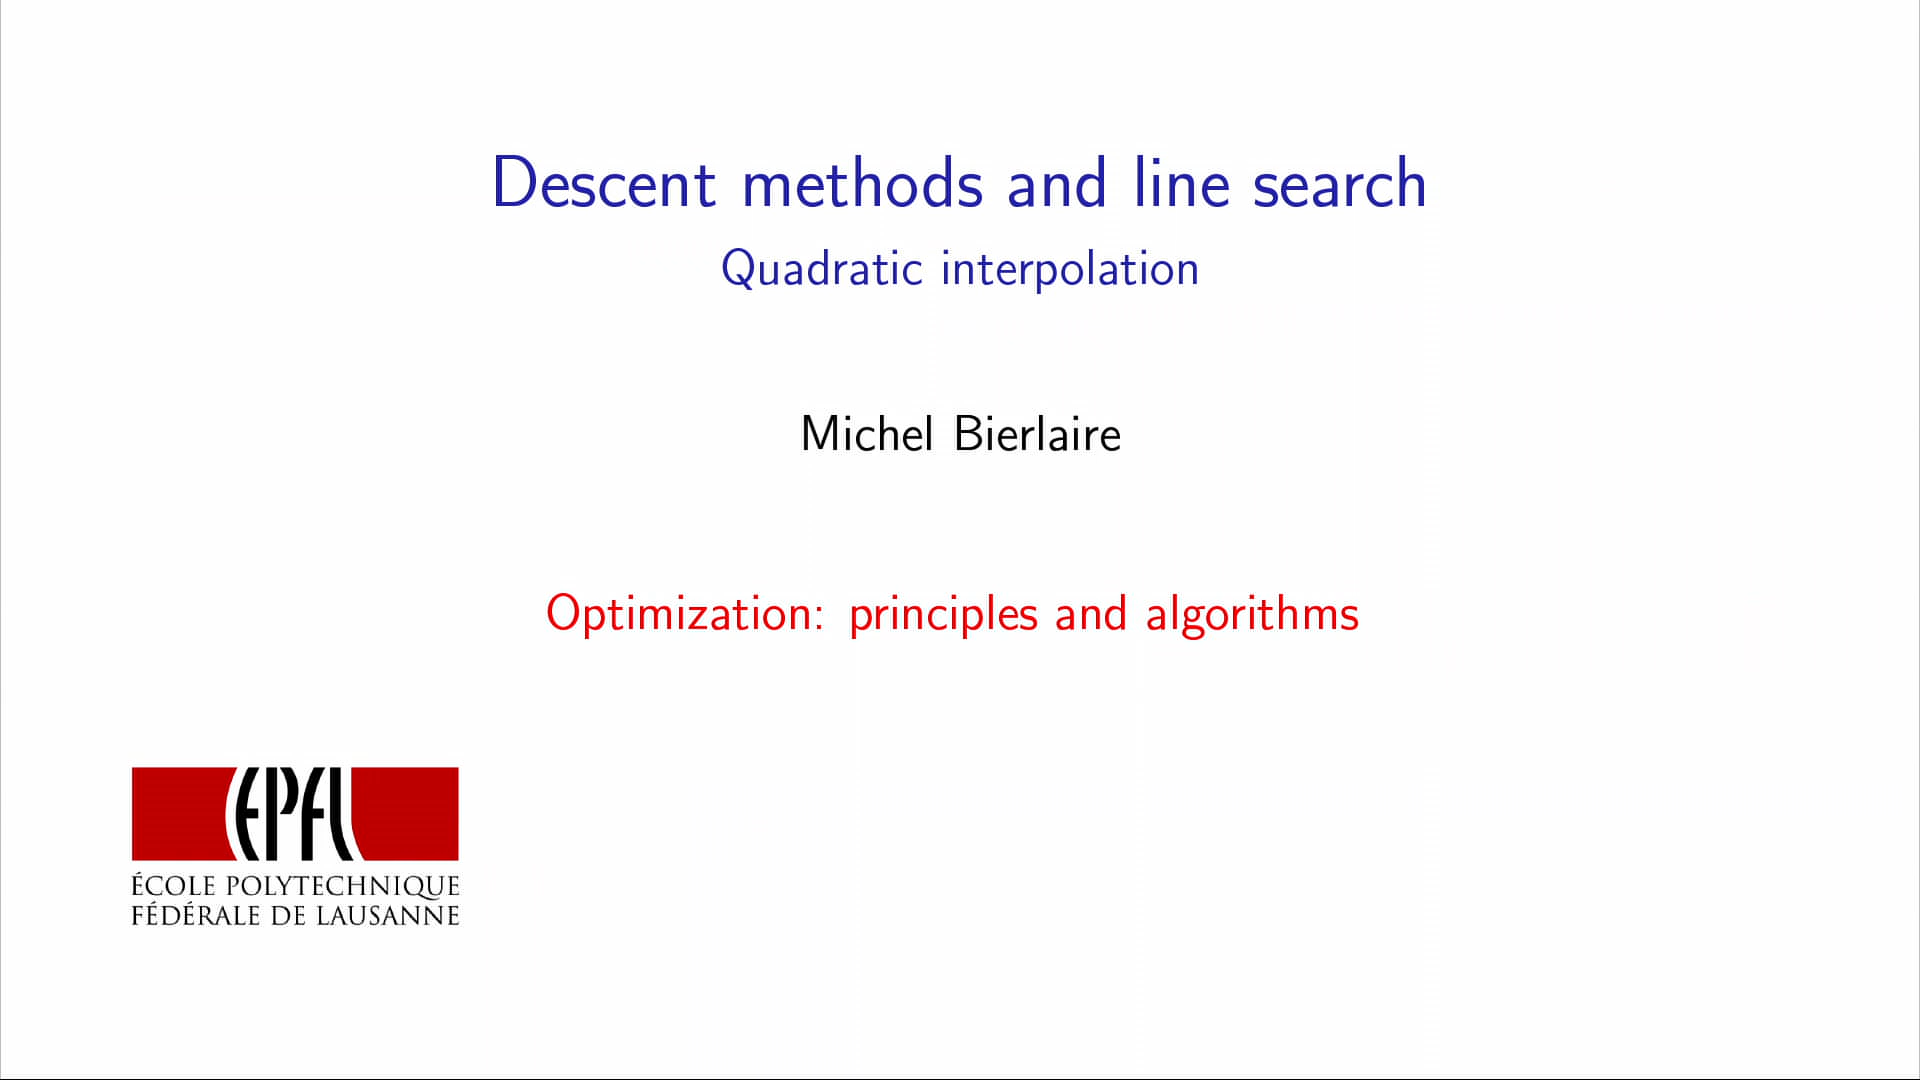 Descent methods and line search
Quadratic interpolation
Michel Bierlaire
Optimization: principles and algorithms
EPFL
ÉCOLE POLYTECHNIQUE
FÉDÉRALE DE LAUSANNE